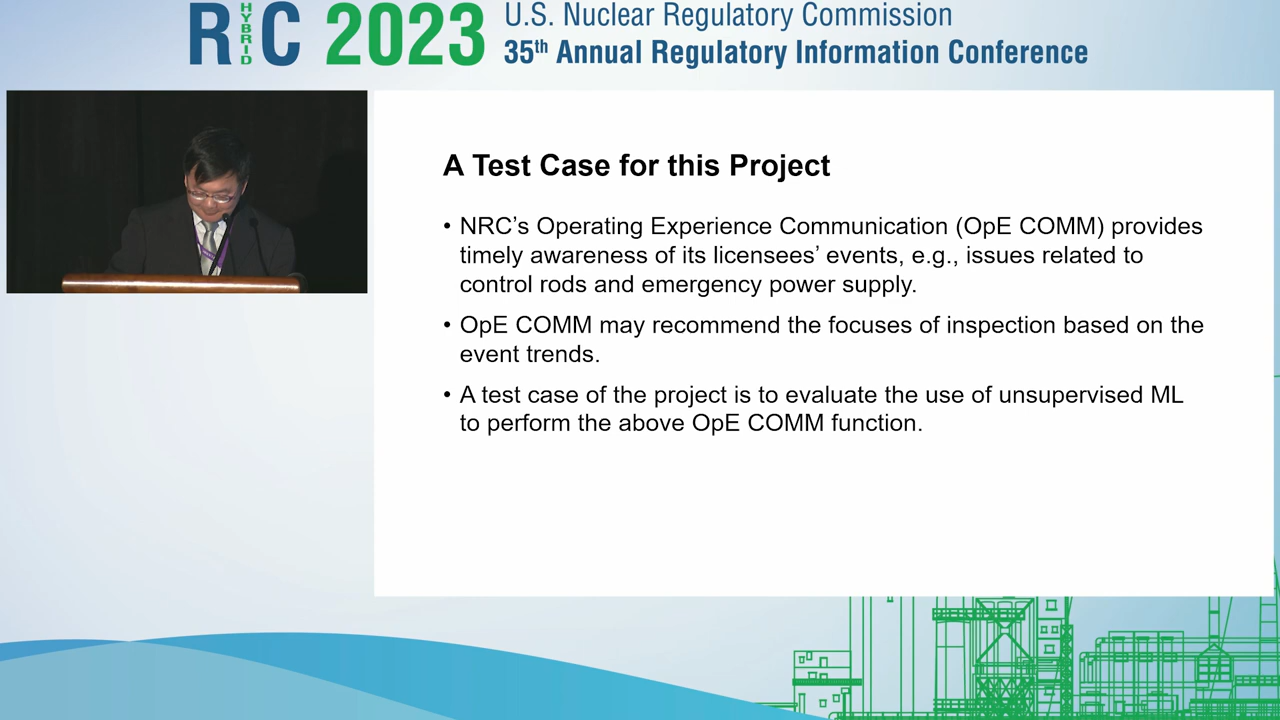 RIC HYBRID 2023
U.S. Nuclear Regulatory Commission
35th Annual Regulatory Information Conference
A Test Case for this Project
• NRC’s Operating Experience Communication (OpE COMM) provides
timely awareness of its licensees’ events, e.g., issues related to
control rods and emergency power supply.
• OpE COMM may recommend the focuses of inspection based on the
event trends.
• A test case of the project is to evaluate the use of unsupervised ML
to perform the above OpE COMM function.